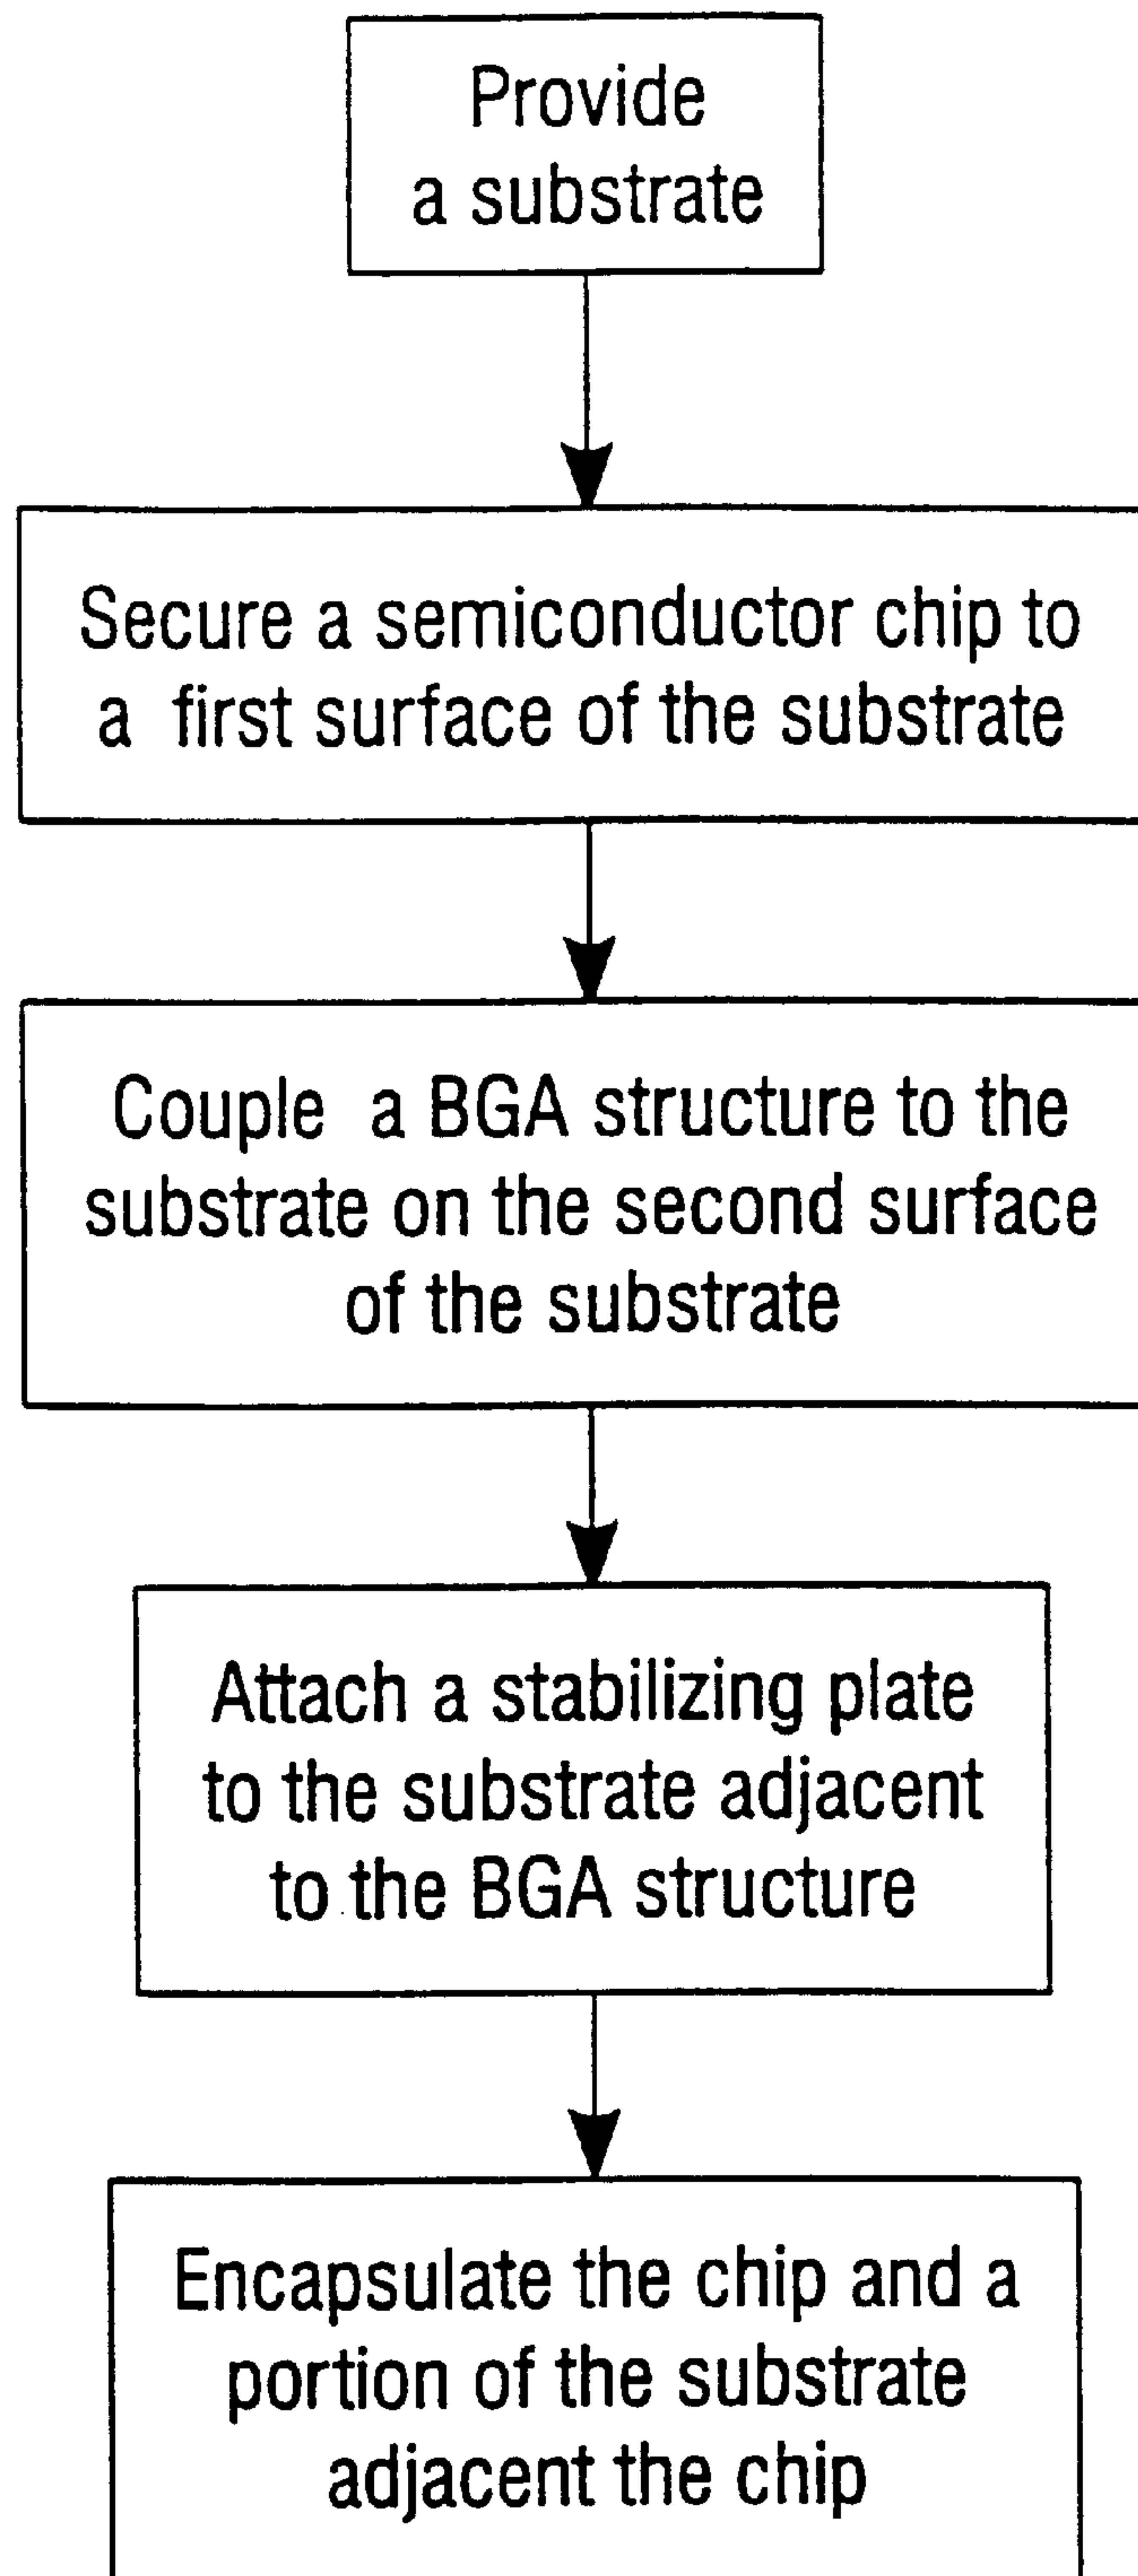 Provide
a substrate
Secure a semiconductor chip to
a first surface of the substrate
Couple a BGA structure to the
substrate on the second surface
of the substrate
Attach a stabilizing plate
to the substrate adjacent
to the BGA structure
Encapsulate the chip and a
portion of the substrate
adjacent the chip